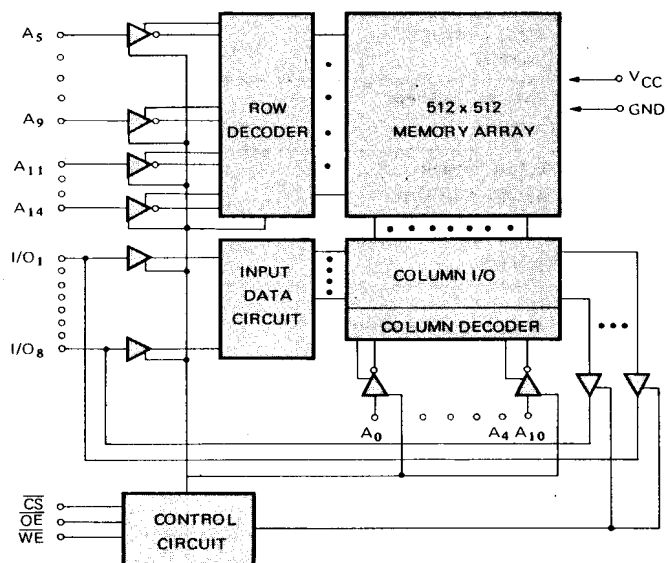 A5
A9
A11
A14
ROW
DECODER
512 x 512
MEMORY ARRAY
VCC
GND
I/O1
I/O8
INPUT
DATA
CIRCUIT
COLUMN I/O
COLUMN DECODER
A0
A4 A10
CS
OE
WE
CONTROL
CIRCUIT